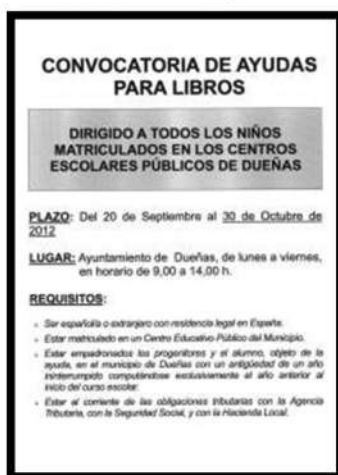 CONVOCATORIA DE AYUDAS
PARA LIBROS
DIRIGIDO A TODOS LOS NIÑOS
MATRICULADOS EN LOS CENTROS
ESCOLARES PÚBLICOS DE DUEÑAS
PLAZO: Del 20 de Septiembre al 30 de Octubre de
2012
LUGAR: Ayuntamiento de Dueñas, de lunes a viernes,
en horario de 9,00 a 14,00 h.
REQUISITOS:
Ser español/a o extranjero con residencia legal en España.
Estar matriculado en un Centro Educativo Público del Municipio.
Estar empadronados los progenitores y el alumno, objeto de la
ayuda, en el municipio de Dueñas con un antigüedad de un año
ininterrumpido computándose exclusivamente el año anterior al
inicio del curso escolar.
Estar al corriente de las obligaciones tributarias con la Agencia
Tributaria, con la Seguridad Social, y con la Hacienda Local.